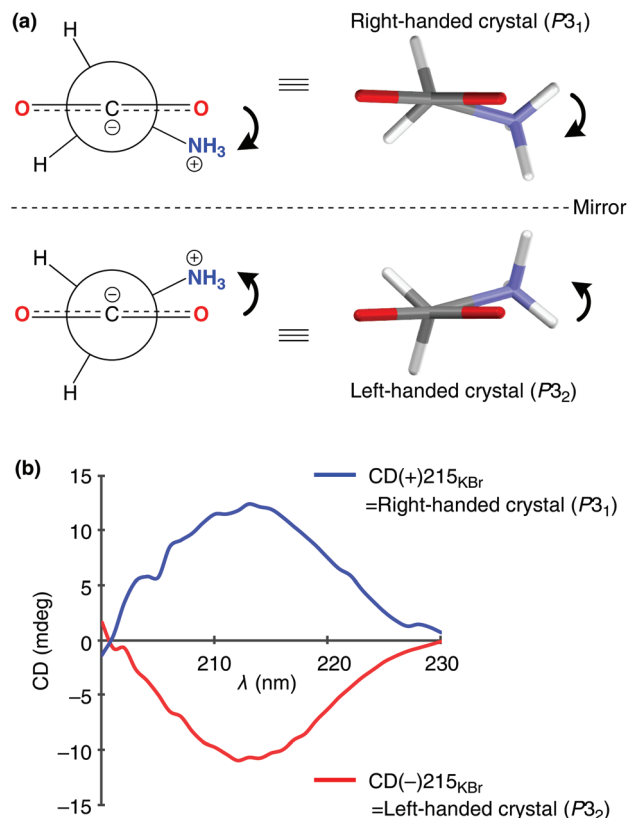 (a)
Right-handed crystal (P3₁)
H
O C O
⊖
H NH₃
⊕
≡
Mirror
⊕
H NH₃
⊖
O C O
H
≡
Left-handed crystal (P3₂)
(b)
CD(+)215KBr
=Right-handed crystal (P3₁)
15
10
5
0
−5
−10
−15
CD (mdeg)
210 220 230
λ (nm)
CD(−)215KBr
=Left-handed crystal (P3₂)